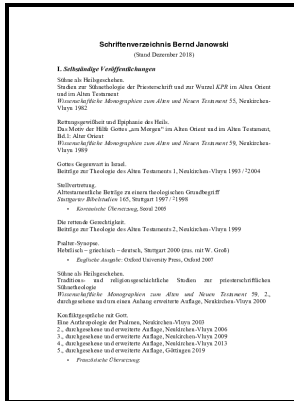 Schriftenverzeichnis Bernd Janowski
(Stand Dezember 2018)
I. Selbständige Veröffentlichungen
Sühne als Heilsgeschehen.
Studien zur Sühnetheologie der Priesterschrift und zur Wurzel KPR im Alten Orient
und im Alten Testament
Wissenschaftliche Monographien zum Alten und Neuen Testament 55, Neukirchen-
Vluyn 1982
Rettungsgewißheit und Epiphanie des Heils.
Das Motiv der Hilfe Gottes „am Morgen“ im Alten Orient und im Alten Testament,
Bd.1: Alter Orient
Wissenschaftliche Monographien zum Alten und Neuen Testament 59, Neukirchen-
Vluyn 1989
Gottes Gegenwart in Israel.
Beiträge zur Theologie des Alten Testaments 1, Neukirchen-Vluyn 1993 / ²2004
Stellvertretung.
Alttestamentliche Beiträge zu einem theologischen Grundbegriff
Stuttgarter Bibelstudien 165, Stuttgart 1997 / ²1998
• Koreanische Übersetzung, Seoul 2005
Die rettende Gerechtigkeit.
Beiträge zur Theologie des Alten Testaments 2, Neukirchen-Vluyn 1999
Psalter-Synopse.
Hebräisch – griechisch – deutsch, Stuttgart 2000 (zus. mit W. Groß)
• Englische Ausgabe: Oxford University Press, Oxford 2007
Sühne als Heilsgeschehen.
Traditions- und religionsgeschichtliche Studien zur priesterschriftlichen
Sühnetheologie
Wissenschaftliche Monographien zum Alten und Neuen Testament 59, 2.,
durchgesehene und um einen Anhang erweiterte Auflage, Neukirchen-Vluyn 2000
Konfliktgespräche mit Gott.
Eine Anthropologie der Psalmen, Neukirchen-Vluyn 2003
2., durchgesehene und erweiterte Auflage, Neukirchen-Vluyn 2006
3., durchgesehene und erweiterte Auflage, Neukirchen-Vluyn 2009
4., durchgesehene und erweiterte Auflage, Neukirchen-Vluyn 2013
5., durchgesehene und erweiterte Auflage, Göttingen 2019
• Französische Übersetzung: